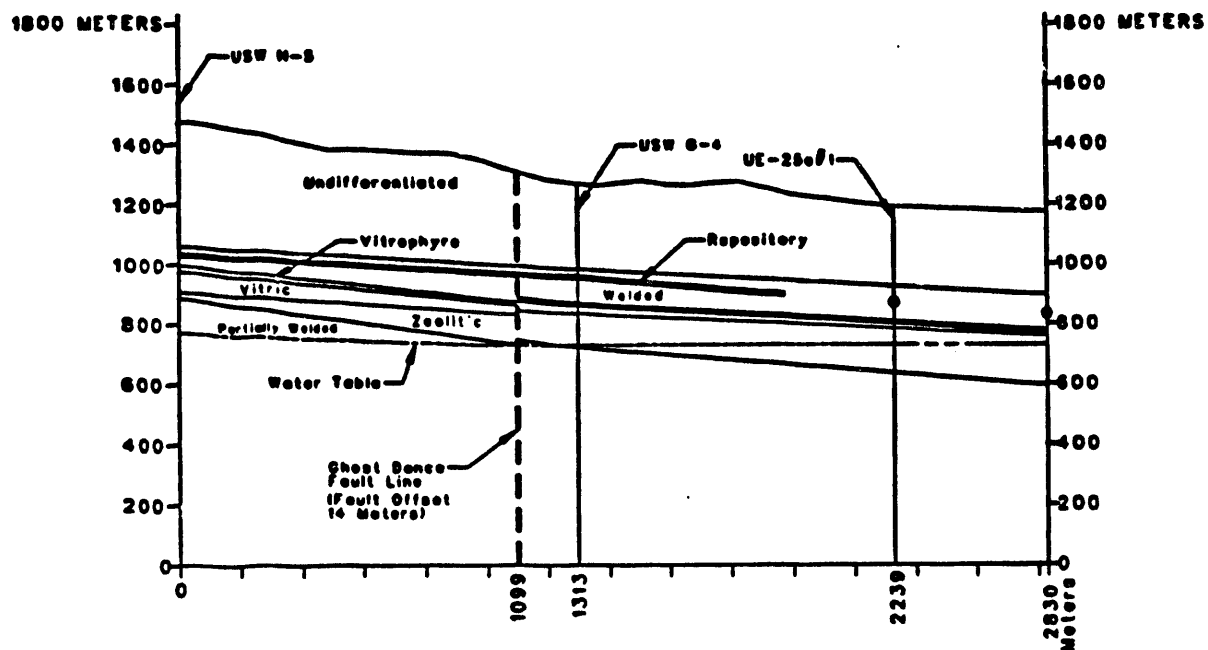 1800 METERS
1800 METERS
USW H-5
1600
1600
1400
USW G-4
UE-25a#1
1400
Undifferentiated
1200
1200
Vitrophyre
Repository
1000
1000
Vitric
Welded
800
Zeolitic
800
Partially Welded
Water Table
600
600
400
400
Ghost Dance
Fault Line
(Fault Offset
14 Meters)
200
200
0
0
0
1099
1313
2239
2830
Meters